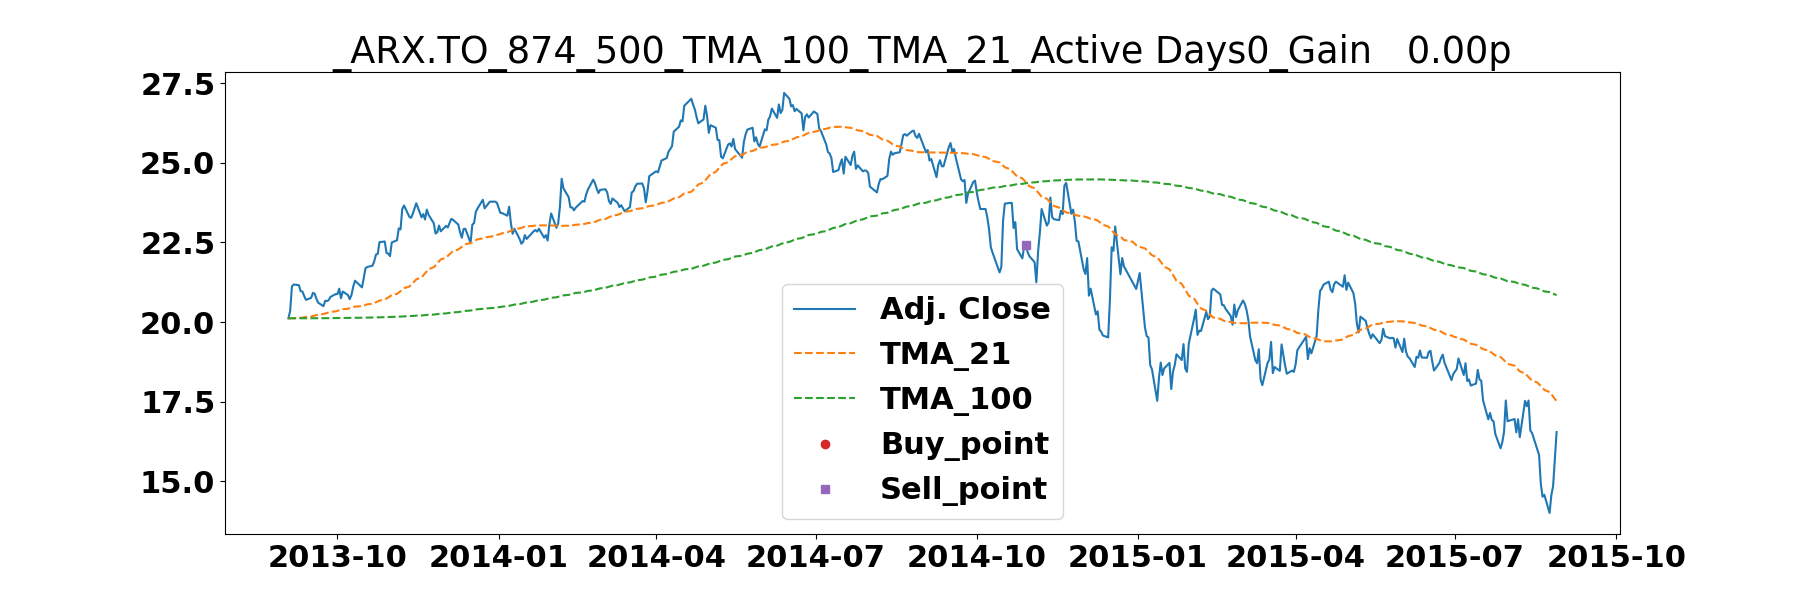 _ARX.TO_874_500_TMA_100_TMA_21_Active Days0_Gain   0.00p
27.5
25.0
22.5
20.0
17.5
15.0
Adj. Close
TMA_21
TMA_100
Buy_point
Sell_point
2013-10 2014-01 2014-04 2014-07 2014-10 2015-01 2015-04 2015-07 2015-10